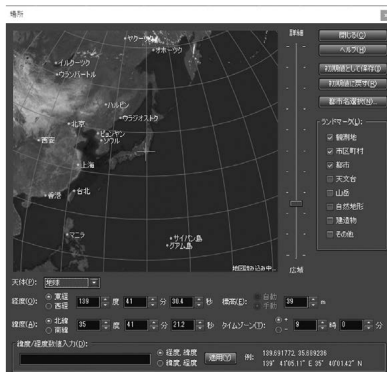 場所
閉じる(C)
ヘルプ(H)
初期値として保存(I)
初期値に戻す(R)
都市名選択(N)
ランドマーク(L):
観測地
市区町村
都市
天文台
山岳
自然地形
建造物
その他
詳細
広域
ヤクーツク
オホーツク
イルクーツク
ウランバートル
ハルビン
ウラジオストク
北京
ピョンヤン
ソウル
西安
上海
台北
香港
マニラ
サイパン島
グアム島
地図読み込み中...
天体(P): 地球
経度(O): 東経 西経 139 度 41 分 30.4 秒 標高(E): 自動 手動 39 m
緯度(A): 北緯 南緯 35 度 41 分 21.2 秒 タイムゾーン(T): + - 9 時 0 分
緯度/経度数値入力(D):
経度, 緯度
緯度, 経度
適用(Y)
例:
139.691772, 35.689236
139° 41'05.11" E 35° 40'01.42" N